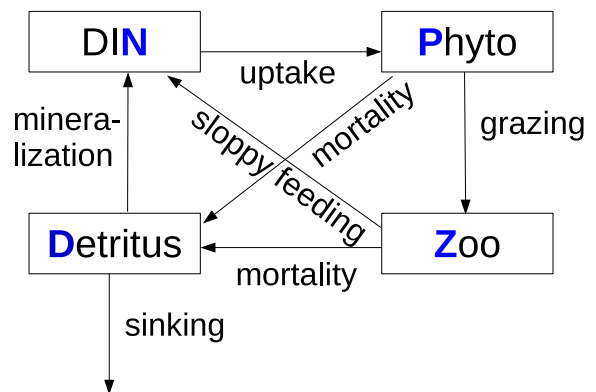 DIN
Phyto
uptake
minera-
lization
sloppy feeding
mortality
grazing
Detritus
Zoo
mortality
sinking